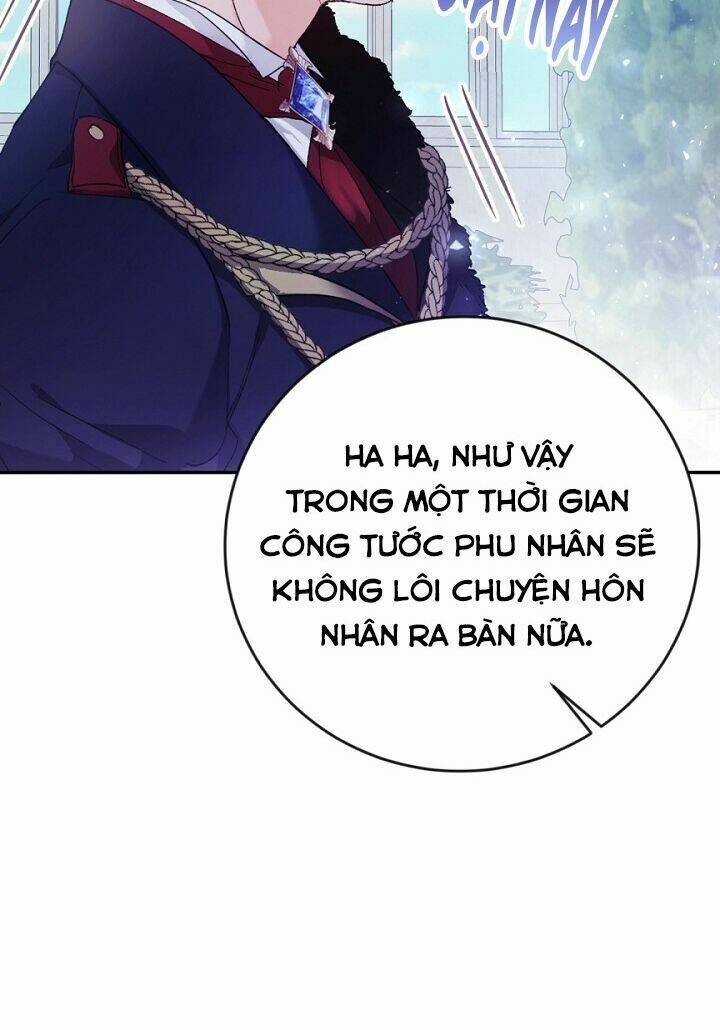 NÀY
HA HA, NHƯ VẬY
TRONG MỘT THỜI GIAN
CÔNG TƯỚC PHU NHÂN SẼ
KHÔNG LÔI CHUYỆN HÔN
NHÂN RA BÀN NỮA.